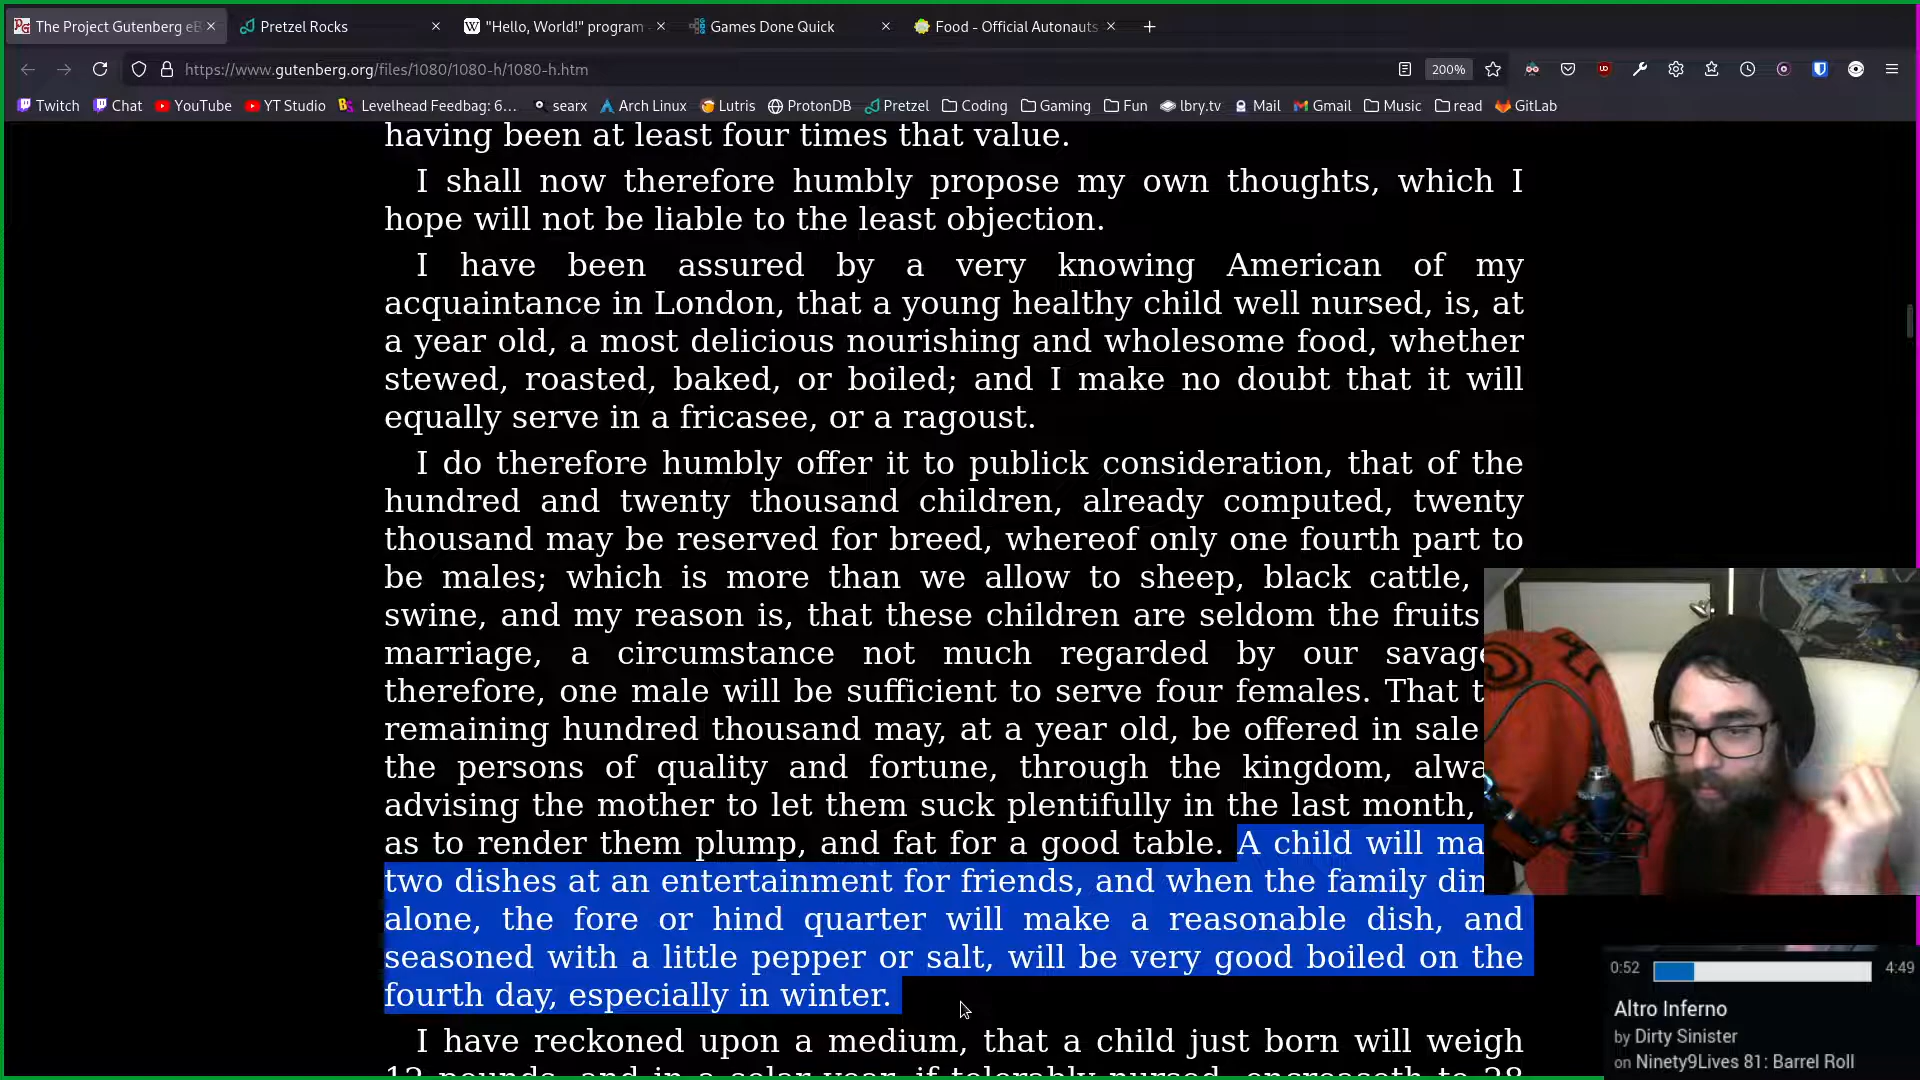 The Project Gutenberg eB
Pretzel Rocks
"Hello, World!" program -
Games Done Quick
Food - Official Autonauts
https://www.gutenberg.org/files/1080/1080-h/1080-h.htm
200%
Twitch
Chat
YouTube
YT Studio
Levelhead Feedbag: 6...
searx
Arch Linux
Lutris
ProtonDB
Pretzel
Coding
Gaming
Fun
lbry.tv
Mail
Gmail
Music
read
GitLab
having been at least four times that value.
I shall now therefore humbly propose my own thoughts, which I
hope will not be liable to the least objection.
I have been assured by a very knowing American of my
acquaintance in London, that a young healthy child well nursed, is, at
a year old, a most delicious nourishing and wholesome food, whether
stewed, roasted, baked, or boiled; and I make no doubt that it will
equally serve in a fricasee, or a ragoust.
I do therefore humbly offer it to publick consideration, that of the
hundred and twenty thousand children, already computed, twenty
thousand may be reserved for breed, whereof only one fourth part to
be males; which is more than we allow to sheep, black cattle,
swine, and my reason is, that these children are seldom the fruits
marriage, a circumstance not much regarded by our savage
therefore, one male will be sufficient to serve four females. That t
remaining hundred thousand may, at a year old, be offered in sale
the persons of quality and fortune, through the kingdom, alwa
advising the mother to let them suck plentifully in the last month,
as to render them plump, and fat for a good table. A child will ma
two dishes at an entertainment for friends, and when the family din
alone, the fore or hind quarter will make a reasonable dish, and
seasoned with a little pepper or salt, will be very good boiled on the
fourth day, especially in winter.
I have reckoned upon a medium, that a child just born will weigh
12 pounds, and in a solar year, if tolerably nursed, encreaseth to 28
0:52
4:49
Altro Inferno
by Dirty Sinister
on Ninety9Lives 81: Barrel Roll